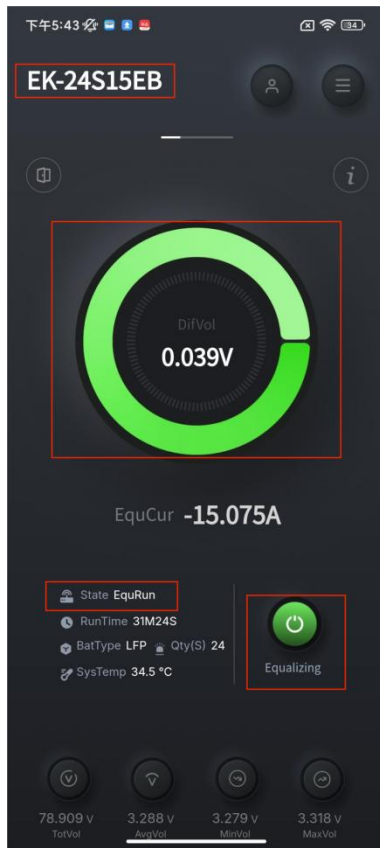 下午5:43
34
EK-24S15EB
i
DifVol
0.039V
EquCur -15.075A
State EquRun
RunTime 31M24S
BatType LFP Qty(S) 24
SysTemp 34.5 °C
Equalizing
78.909 V 3.288 V 3.279 V 3.318 V
TotVol AvgVol MinVol MaxVol